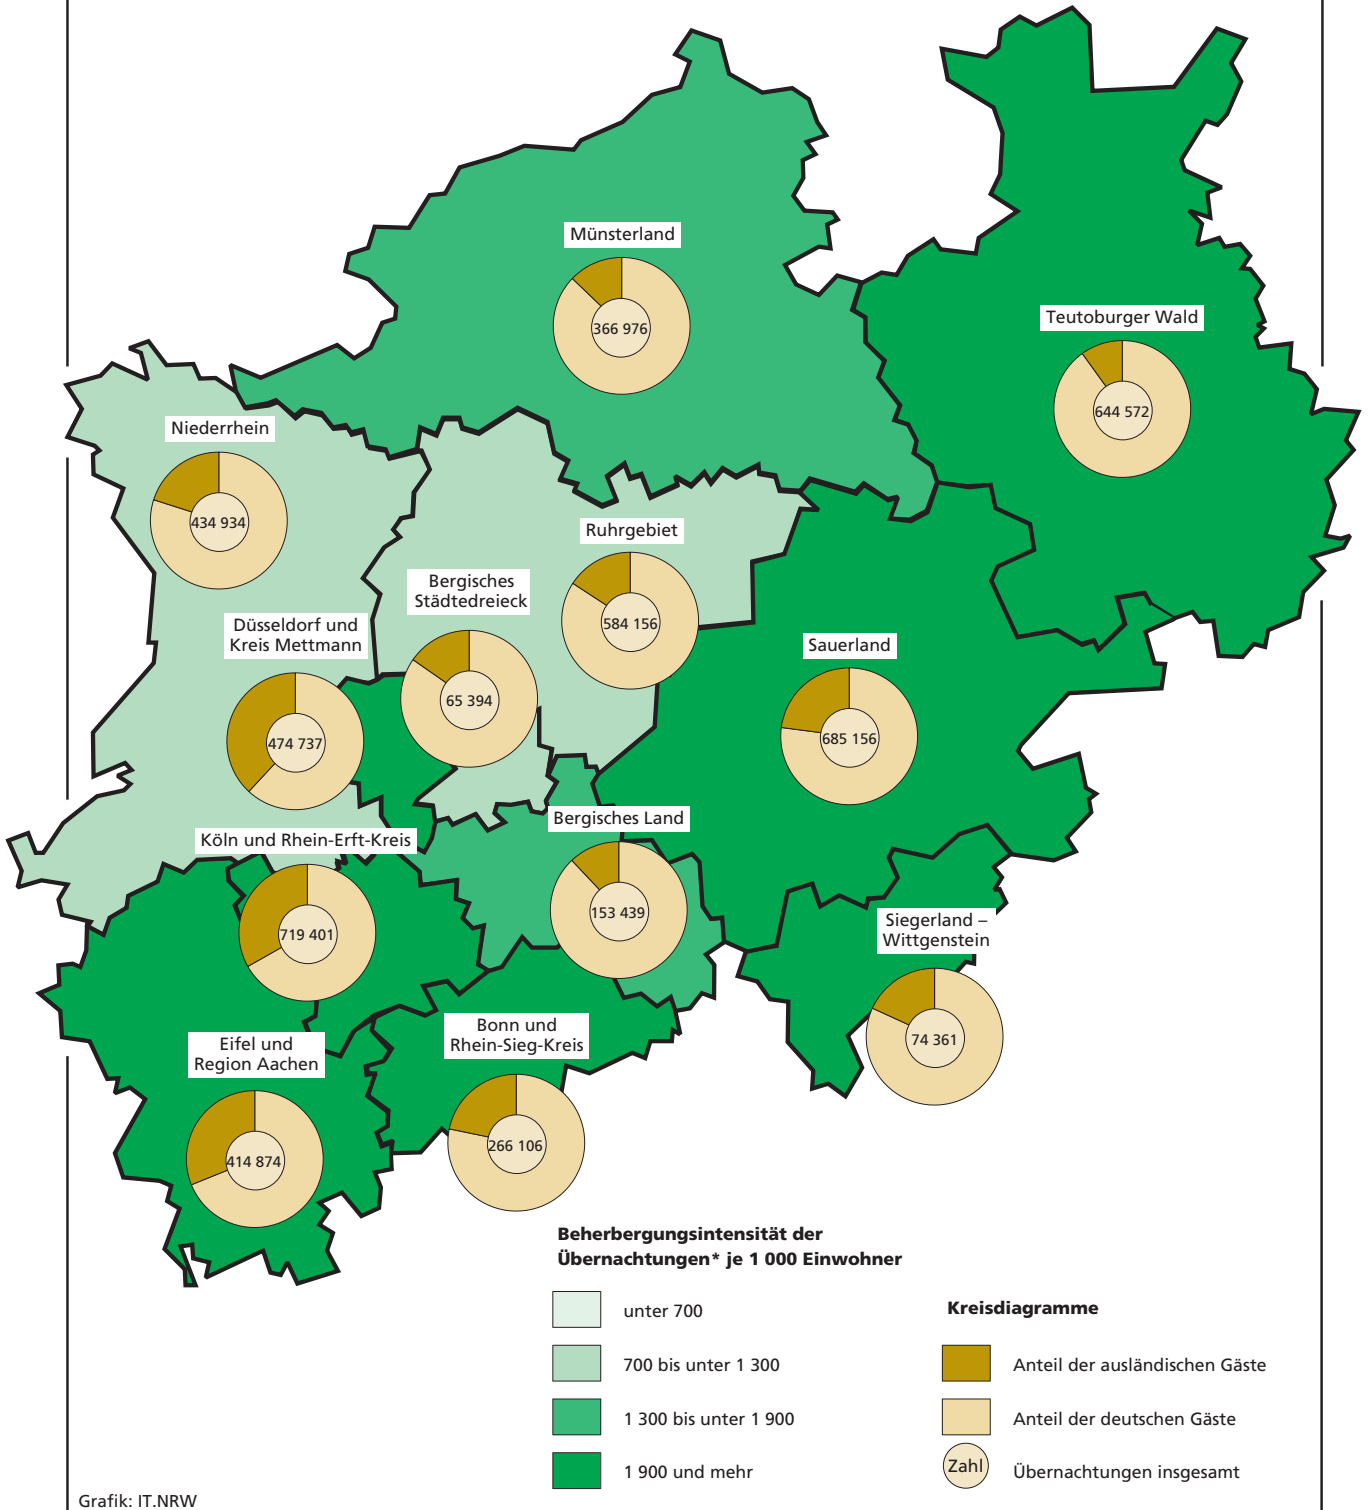 Münsterland
366 976
Teutoburger Wald
644 572
Niederrhein
434 934
Ruhrgebiet
584 156
Bergisches
Städtedreieck
65 394
Düsseldorf und
Kreis Mettmann
474 737
Sauerland
685 156
Bergisches Land
153 439
Köln und Rhein-Erft-Kreis
719 401
Siegerland –
Wittgenstein
74 361
Bonn und
Rhein-Sieg-Kreis
266 106
Eifel und
Region Aachen
414 874
Beherbergungsintensität der
Übernachtungen* je 1 000 Einwohner
unter 700
700 bis unter 1 300
1 300 bis unter 1 900
1 900 und mehr
Kreisdiagramme
Anteil der ausländischen Gäste
Anteil der deutschen Gäste
Zahl
Übernachtungen insgesamt
Grafik: IT.NRW